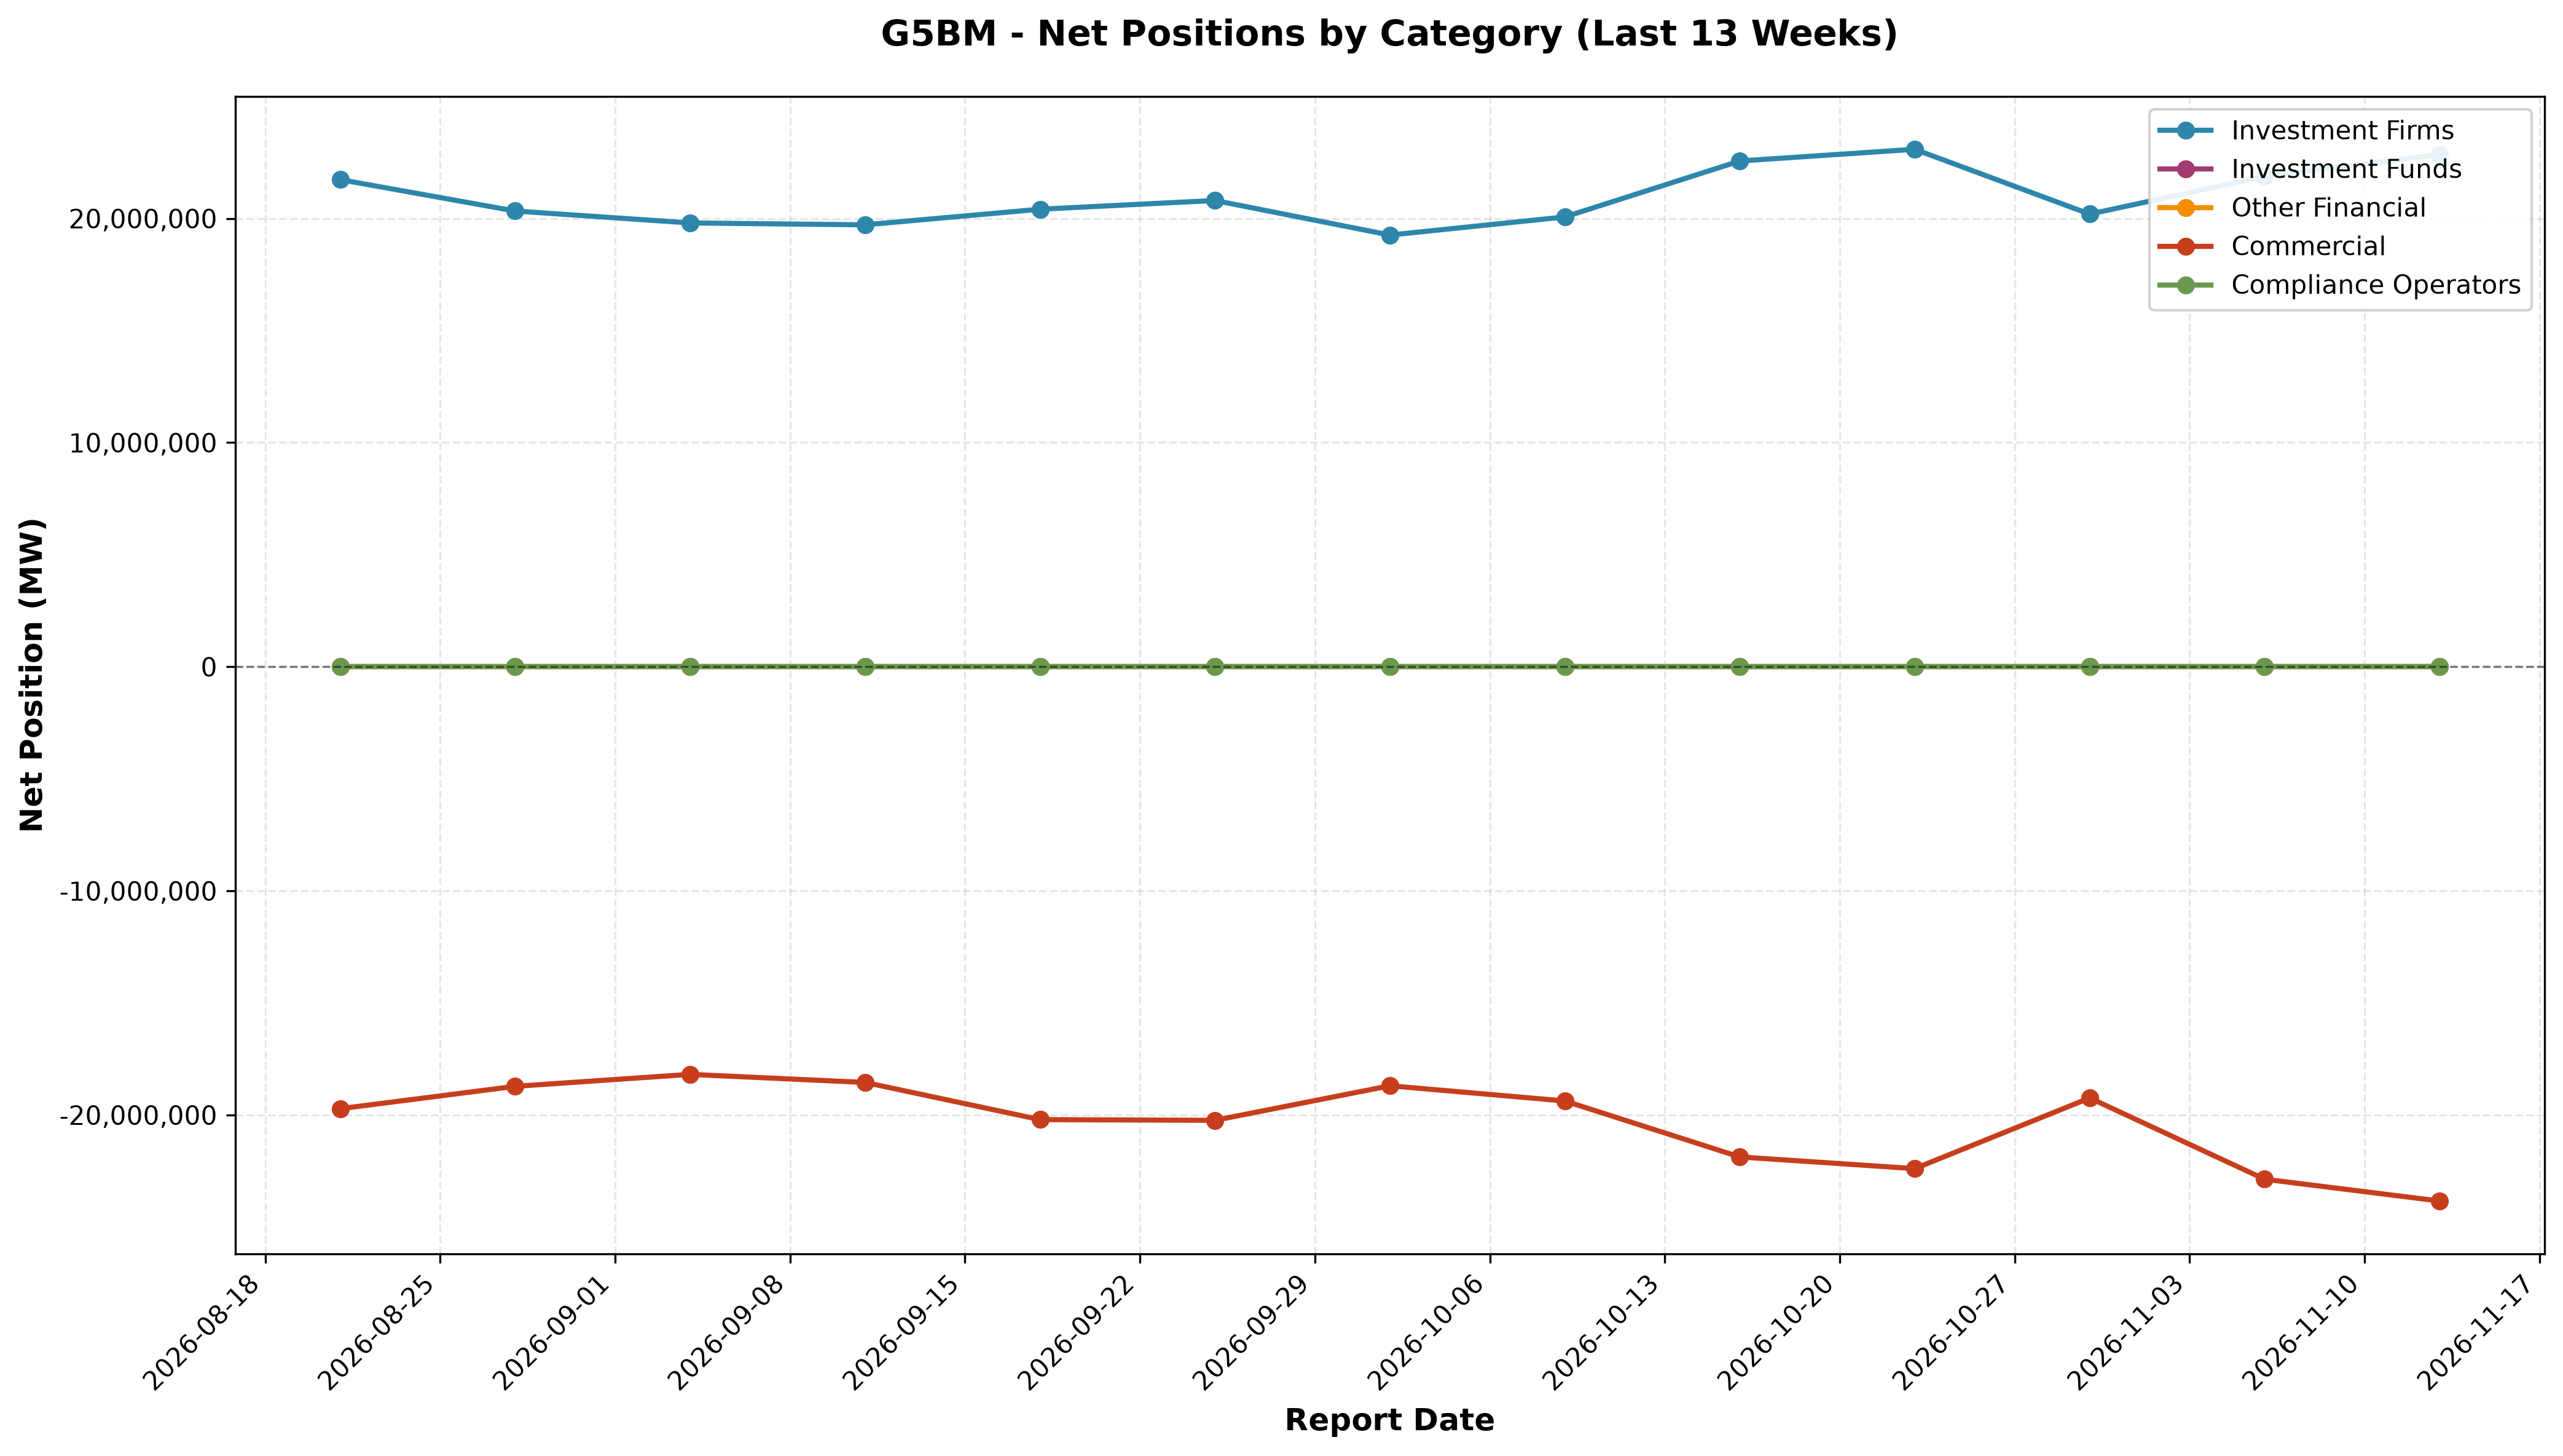 G5BM - Net Positions by Category (Last 13 Weeks)
Investment Firms
Investment Funds
Other Financial
Commercial
Compliance Operators
Net Position (MW)
20,000,000
10,000,000
0
-10,000,000
-20,000,000
2026-08-18
2026-08-25
2026-09-01
2026-09-08
2026-09-15
2026-09-22
2026-09-29
2026-10-06
2026-10-13
2026-10-20
2026-10-27
2026-11-03
2026-11-10
2026-11-17
Report Date